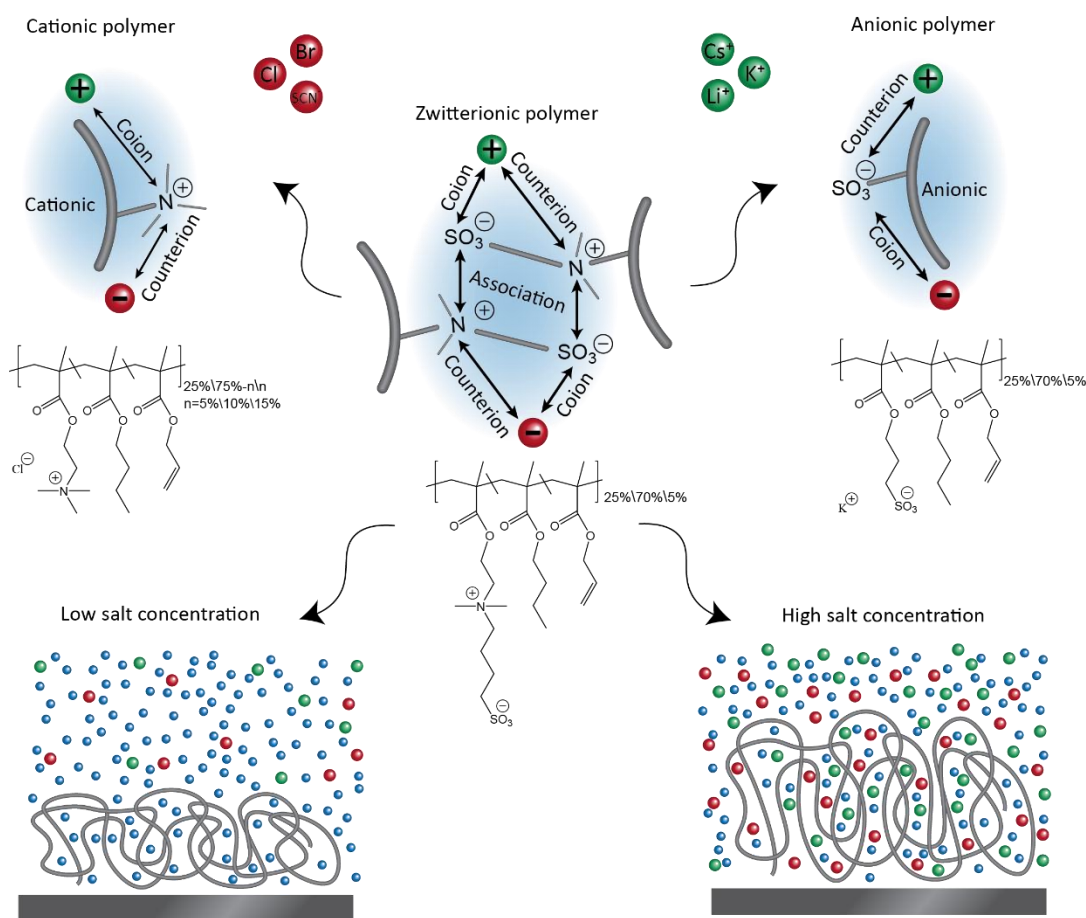 Cationic polymer
Anionic polymer
Br
Cl
SCN
Cs⁺
K⁺
Li⁺
Zwitterionic polymer
+
Coion
Cationic
N
+
Counterion
−
+
Coion
Counterion
SO₃
−
N
+
Association
N
+
SO₃
−
Counterion
Coion
−
+
Counterion
SO₃
−
Anionic
Coion
−
[
]
25%\75%-n\n
n=5%\10%\15%
O
O
O
O
O
O
Cl
−
+
N
[
]
25%\70%\5%
O
O
O
O
O
O
+
N
SO₃
−
[
]
25%\70%\5%
O
O
O
O
O
O
K
+
SO₃
−
Low salt concentration
High salt concentration